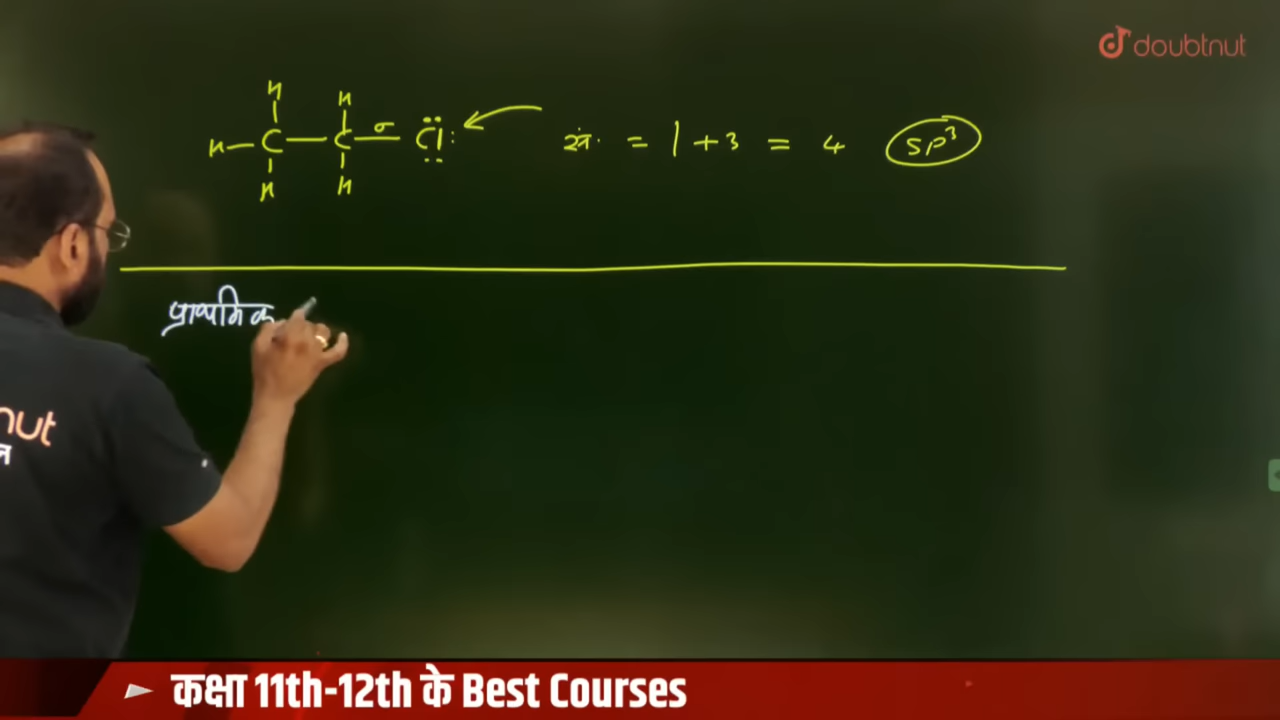 doubtnut
H H
H — C — C —σ— Cl
H H
सं. = 1 + 3 = 4 SP³
प्राथमिक
nut
कक्षा 11th-12th के Best Courses